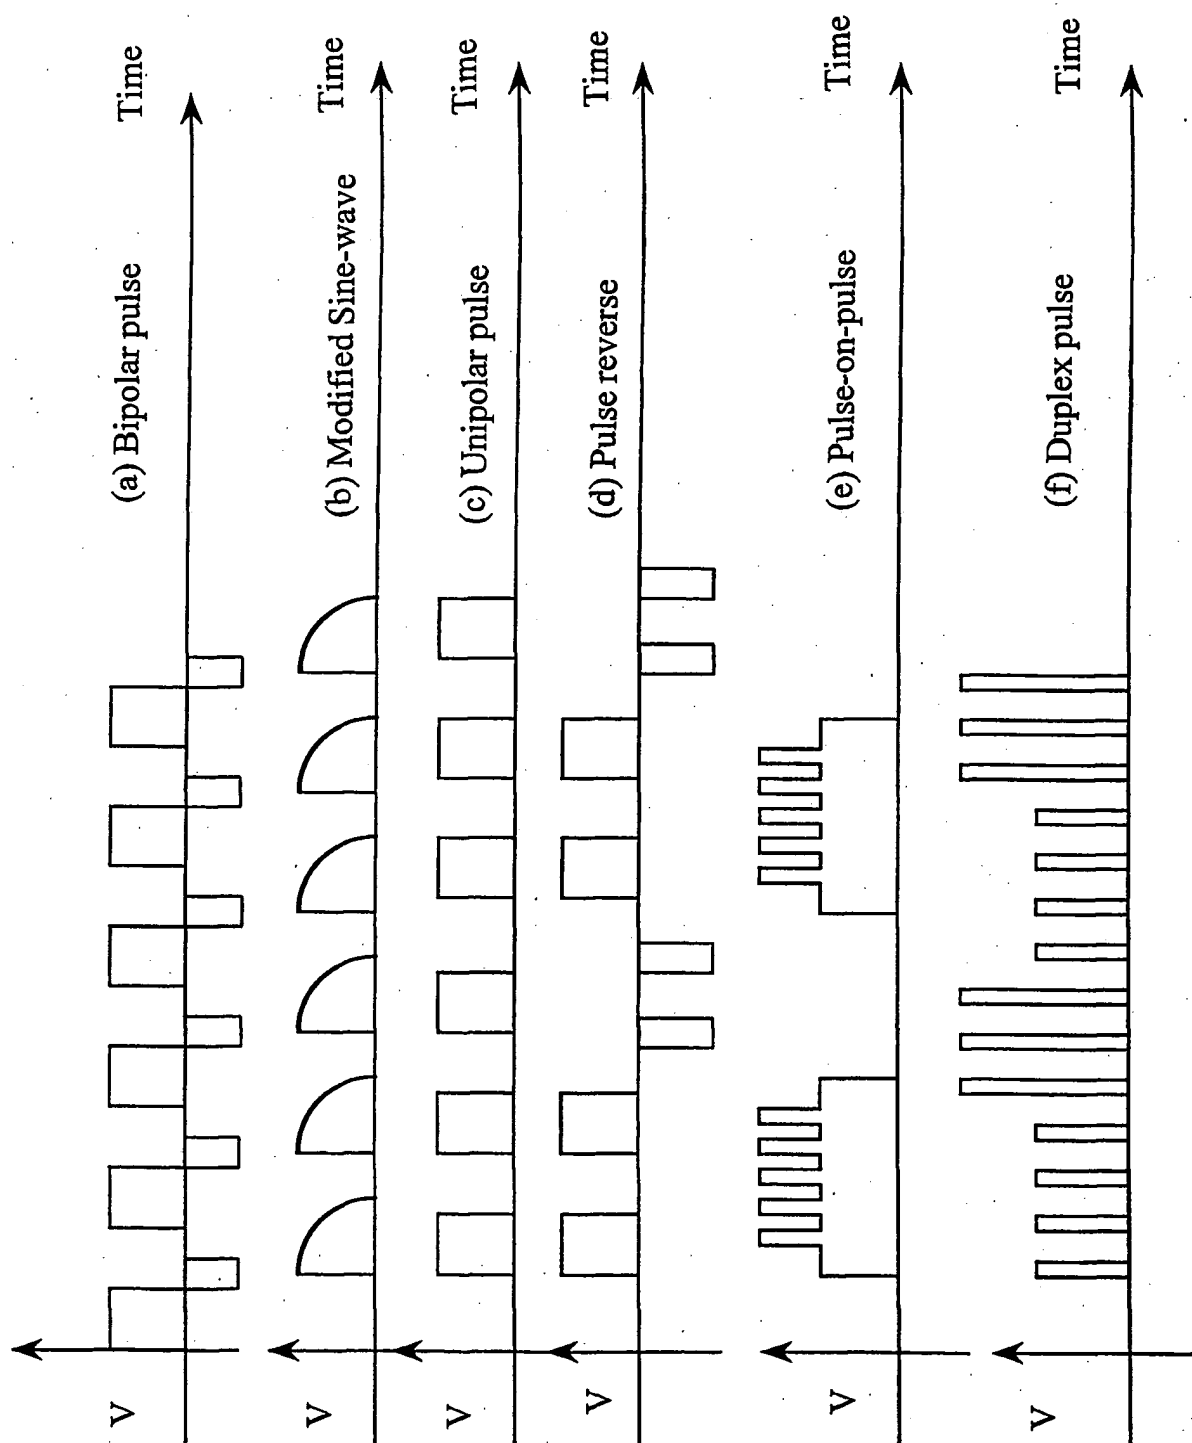 V
(a) Bipolar pulse
Time
V
(b) Modified Sine-wave
Time
V
(c) Unipolar pulse
Time
V
(d) Pulse reverse
Time
V
(e) Pulse-on-pulse
Time
V
(f) Duplex pulse
Time